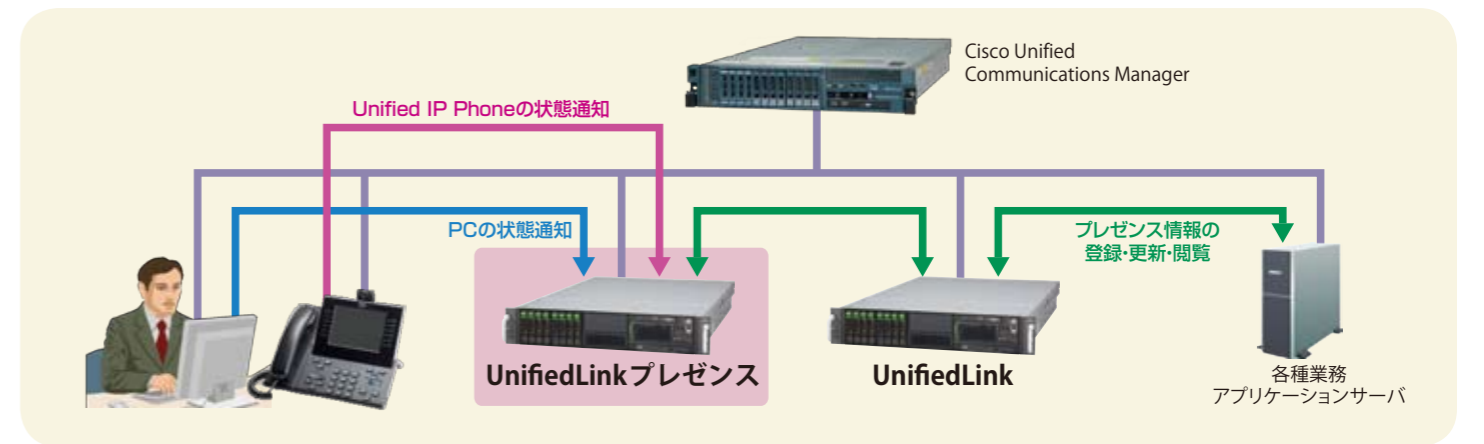 Cisco Unified
Communications Manager
Unified IP Phoneの状態通知
PCの状態通知
プレゼンス情報の
登録・更新・閲覧
UnifiedLinkプレゼンス
UnifiedLink
各種業務
アプリケーションサーバ